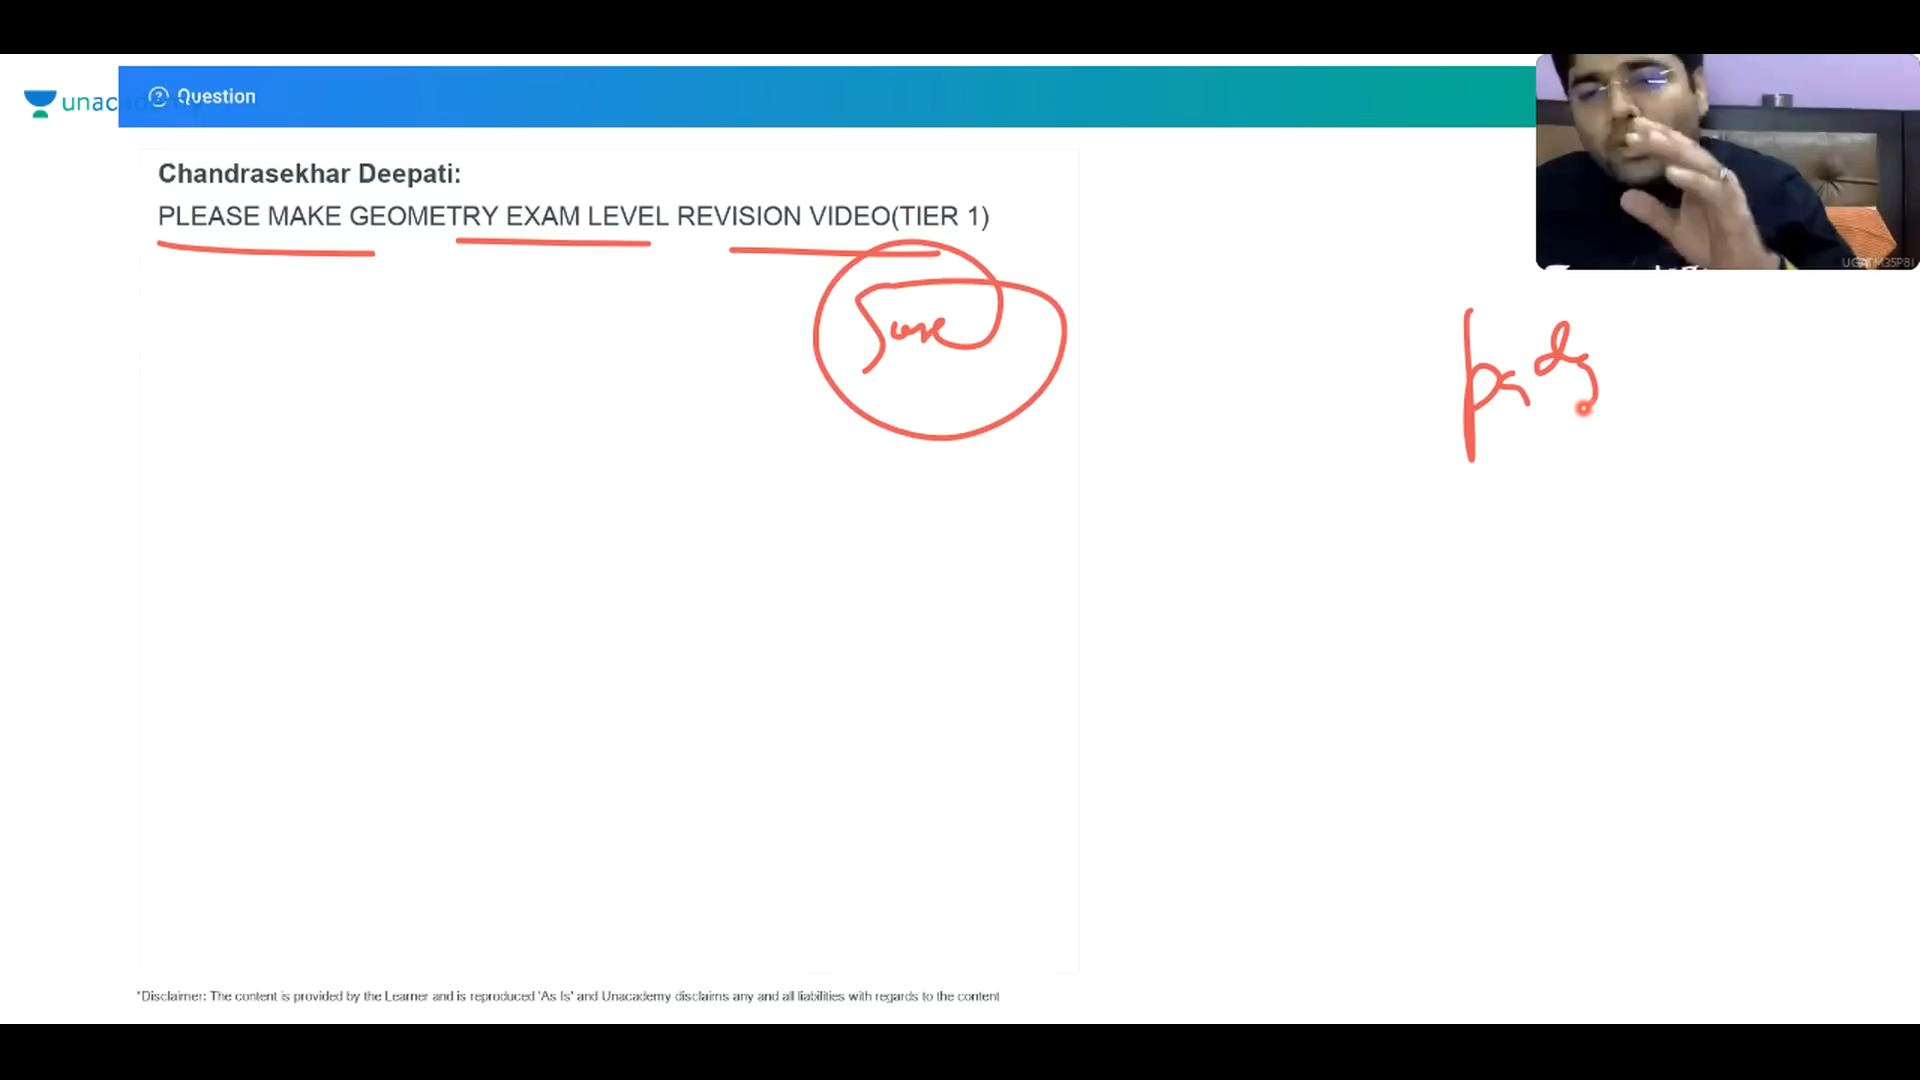 unacademy
Question
Chandrasekhar Deepati:
PLEASE MAKE GEOMETRY EXAM LEVEL REVISION VIDEO(TIER 1)
Sure
*Disclaimer: The content is provided by the Learner and is reproduced 'As Is' and Unacademy disclaims any and all liabilities with regards to the content